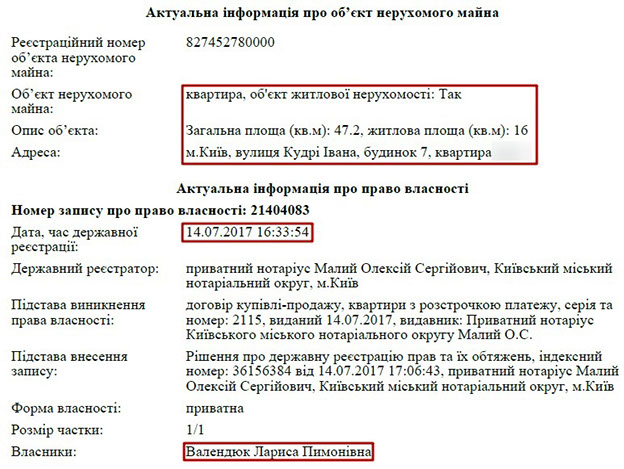 Актуальна інформація про об’єкт нерухомого майна
Реєстраційний номер
об’єкта нерухомого
майна:
827452780000
Об’єкт нерухомого
майна:
квартира, об'єкт житлової нерухомості: Так
Опис об’єкта:
Загальна площа (кв.м): 47.2, житлова площа (кв.м): 16
Адреса:
м.Київ, вулиця Кудрі Івана, будинок 7, квартира
Актуальна інформація про право власності
Номер запису про право власності: 21404083
Дата, час державної
реєстрації:
14.07.2017 16:33:54
Державний реєстратор:
приватний нотаріус Малий Олексій Сергійович, Київський міський
нотаріальний округ, м.Київ
Підстава виникнення
права власності:
договір купівлі-продажу, квартири з розстрочкою платежу, серія та
номер: 2115, виданий 14.07.2017, видавник: Приватний нотаріус
Київського міського нотаріального округу Малий О.С.
Підстава внесення
запису:
Рішення про державну реєстрацію прав та їх обтяжень, індексний
номер: 36156384 від 14.07.2017 17:06:43, приватний нотаріус Малий
Олексій Сергійович, Київський міський нотаріальний округ, м.Київ
Форма власності:
приватна
Розмір частки:
1/1
Власники:
Валендюк Лариса Пимонівна